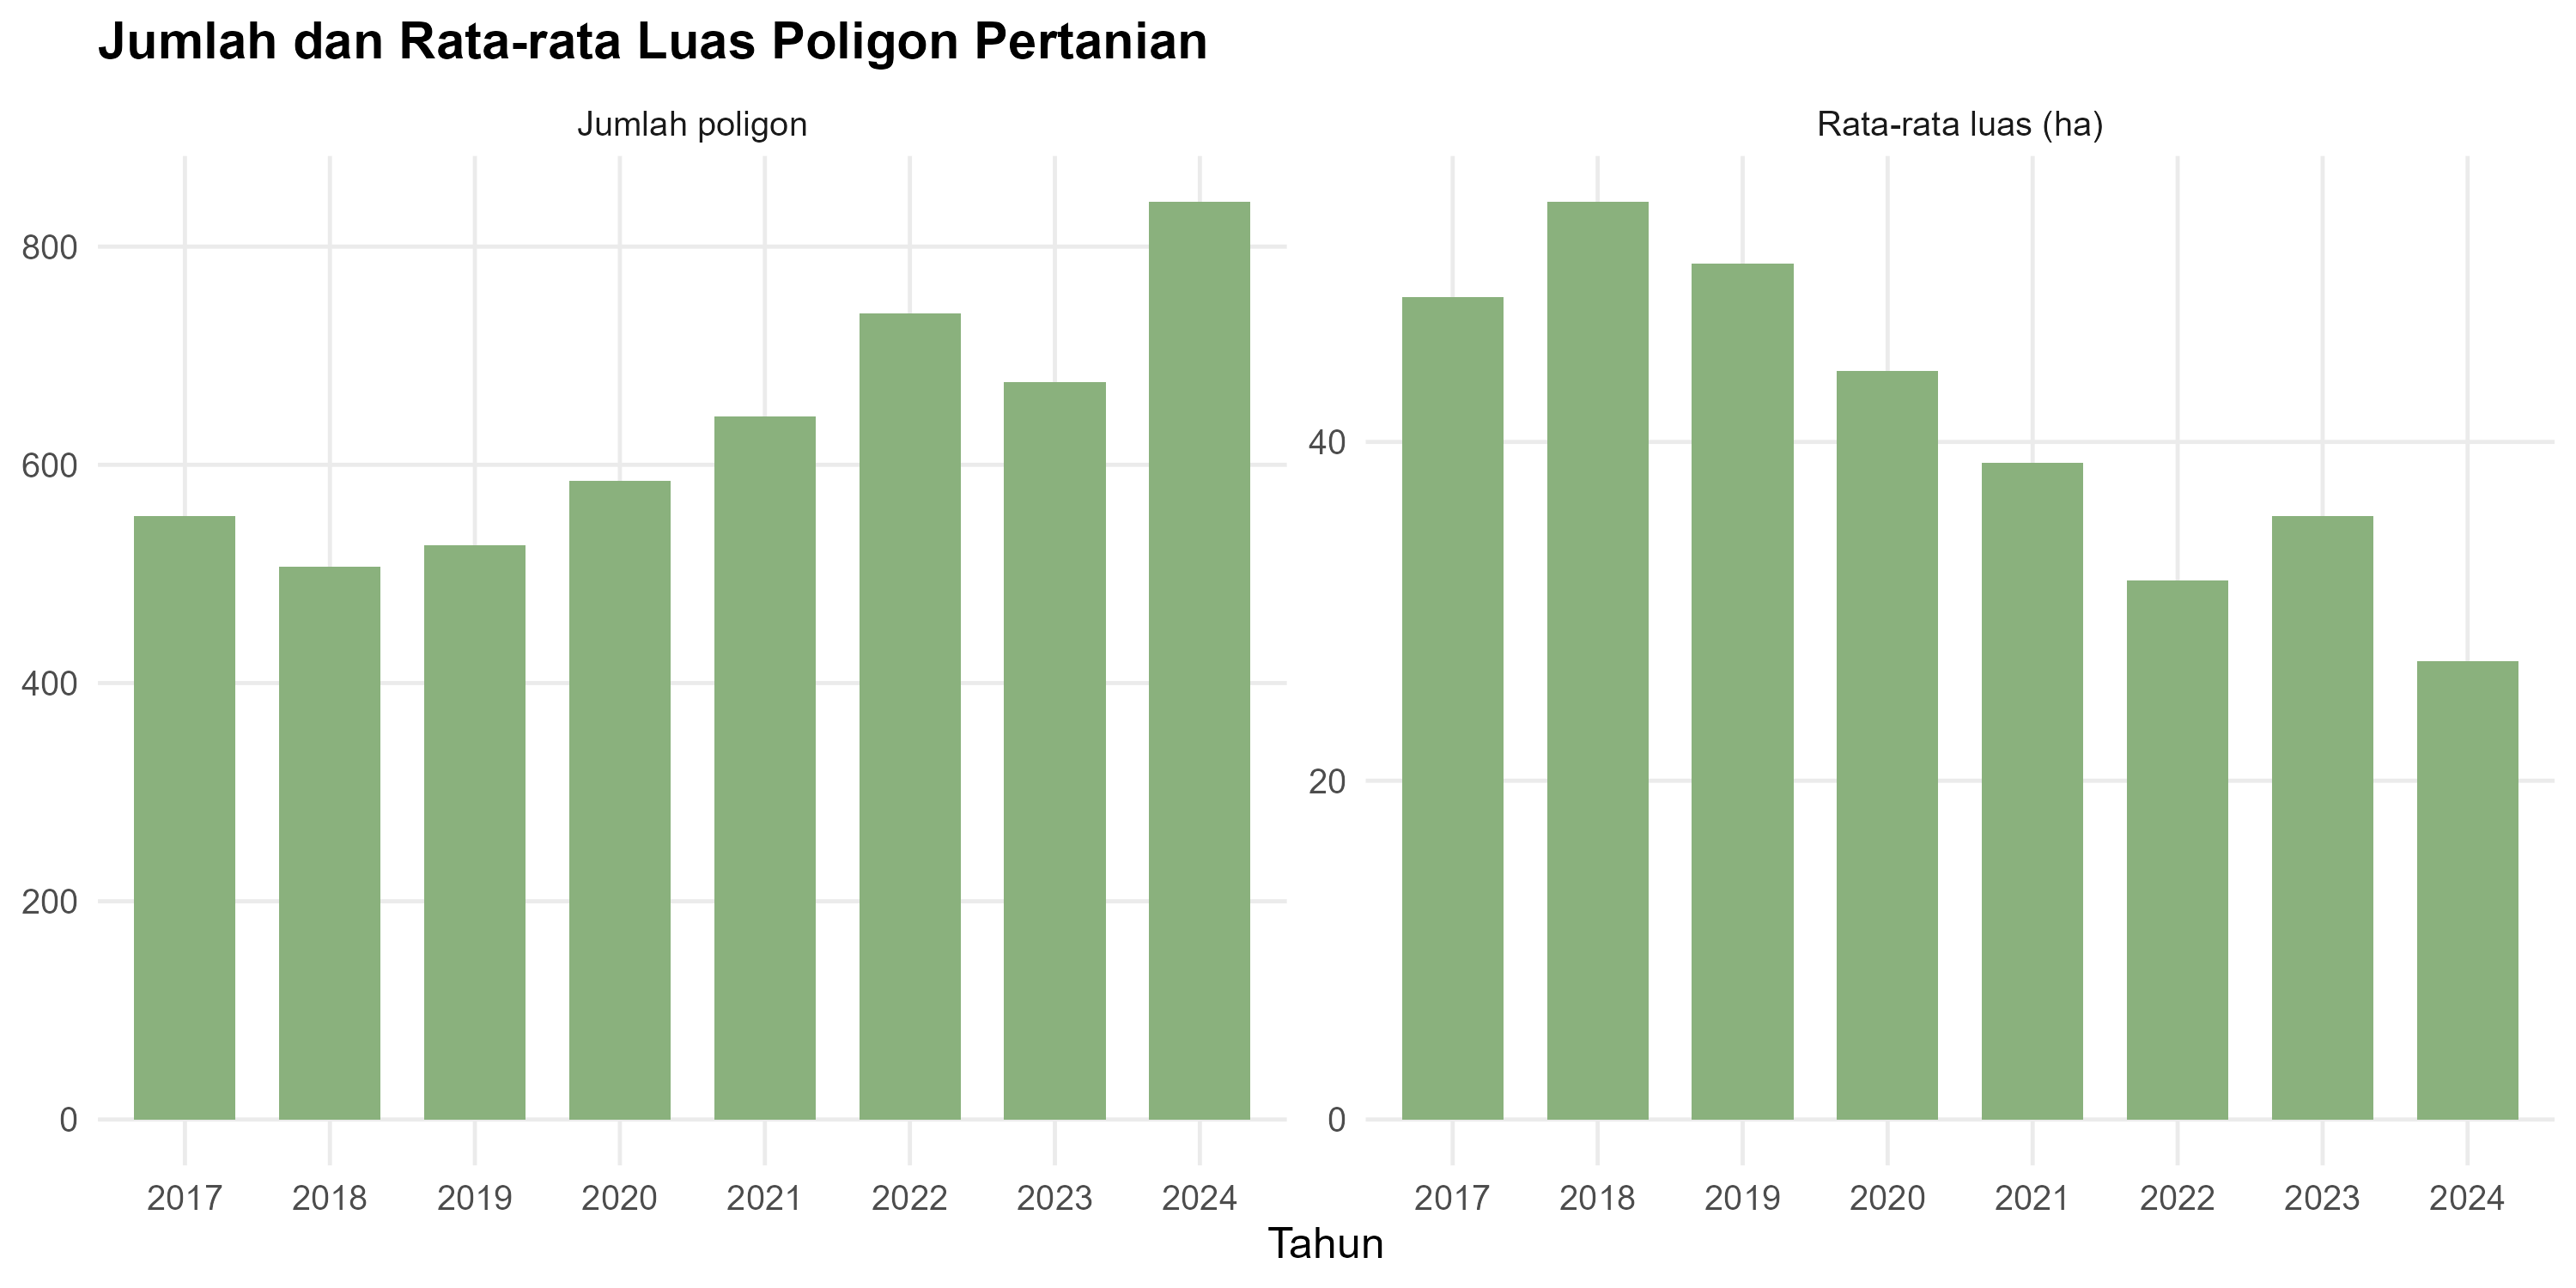 Jumlah dan Rata-rata Luas Poligon Pertanian
Jumlah poligon
800
600
400
200
0
2017 2018 2019 2020 2021 2022 2023 2024
Rata-rata luas (ha)
40
20
0
2017 2018 2019 2020 2021 2022 2023 2024
Tahun